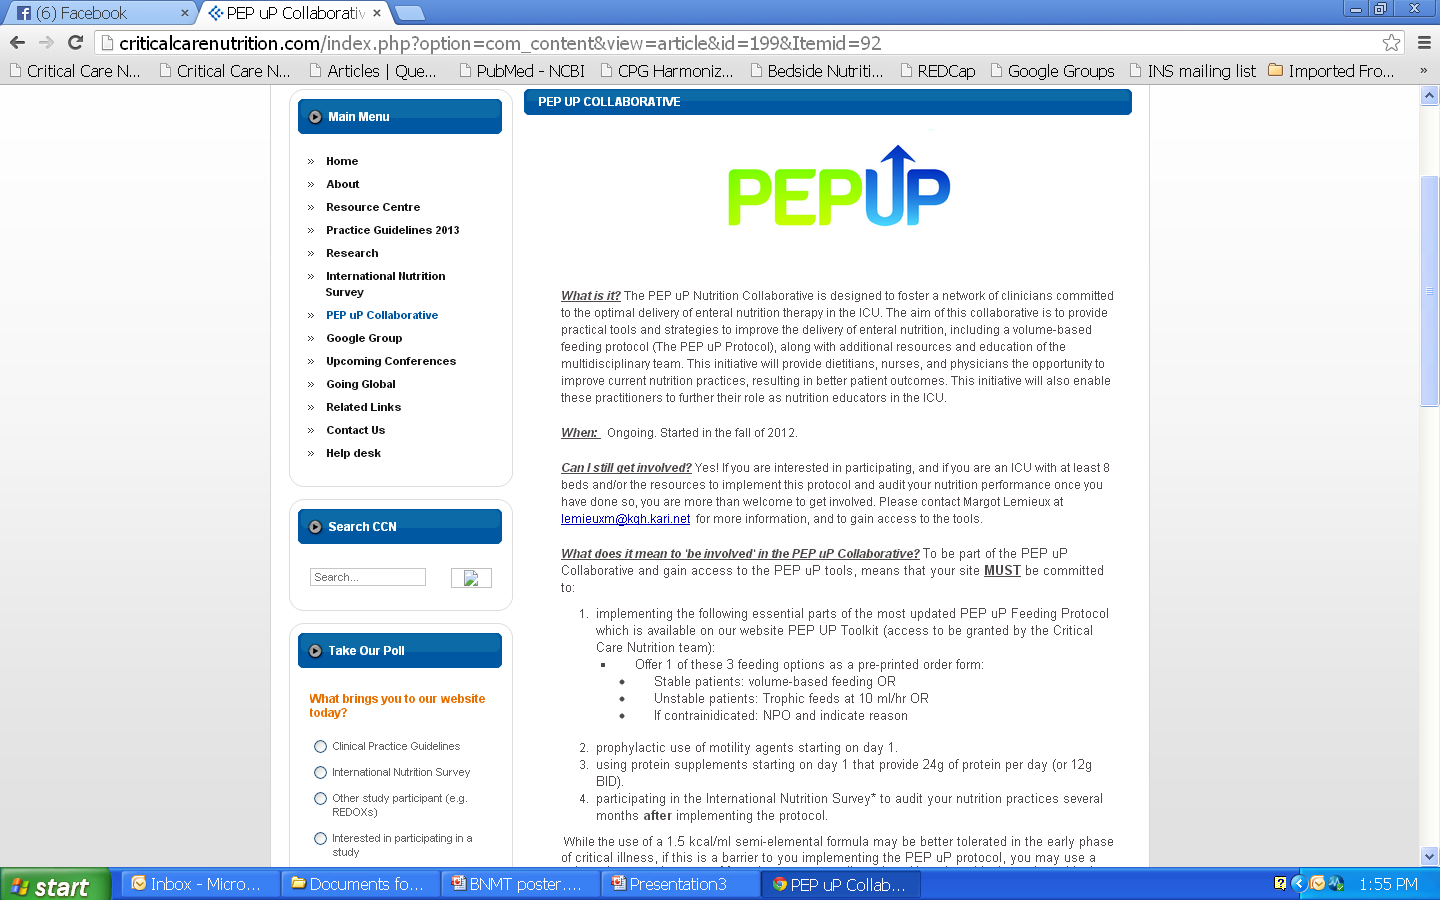 (6) Facebook
PEP uP Collaborativ
criticalcarenutrition.com/index.php?option=com_content&view=article&id=199&Itemid=92
Critical Care N...
Critical Care N...
Articles | Que...
PubMed - NCBI
CPG Harmoniz...
Bedside Nutriti...
REDCap
Google Groups
INS mailing list
Imported Fro...
»
Main Menu
» Home
» About
» Resource Centre
» Practice Guidelines 2013
» Research
» International Nutrition
Survey
» PEP uP Collaborative
» Google Group
» Upcoming Conferences
» Going Global
» Related Links
» Contact Us
» Help desk
Search CCN
Search...
Take Our Poll
What brings you to our website
today?
Clinical Practice Guidelines
International Nutrition Survey
Other study participant (e.g.
REDOXs)
Interested in participating in a
study
PEP UP COLLABORATIVE
PEPUP
What is it? The PEP uP Nutrition Collaborative is designed to foster a network of clinicians committed
to the optimal delivery of enteral nutrition therapy in the ICU. The aim of this collaborative is to provide
practical tools and strategies to improve the delivery of enteral nutrition, including a volume-based
feeding protocol (The PEP uP Protocol), along with additional resources and education of the
multidisciplinary team. This initiative will provide dietitians, nurses, and physicians the opportunity to
improve current nutrition practices, resulting in better patient outcomes. This initiative will also enable
these practitioners to further their role as nutrition educators in the ICU.
When: Ongoing. Started in the fall of 2012.
Can I still get involved? Yes! If you are interested in participating, and if you are an ICU with at least 8
beds and/or the resources to implement this protocol and audit your nutrition performance once you
have done so, you are more than welcome to get involved. Please contact Margot Lemieux at
lemieuxm@kgh.kari.net for more information, and to gain access to the tools.
What does it mean to 'be involved' in the PEP uP Collaborative? To be part of the PEP uP
Collaborative and gain access to the PEP uP tools, means that your site MUST be committed
to:
1. implementing the following essential parts of the most updated PEP uP Feeding Protocol
which is available on our website PEP UP Toolkit (access to be granted by the Critical
Care Nutrition team):
▪ Offer 1 of these 3 feeding options as a pre-printed order form:
• Stable patients: volume-based feeding OR
• Unstable patients: Trophic feeds at 10 ml/hr OR
• If contrainidicated: NPO and indicate reason
2. prophylactic use of motility agents starting on day 1.
3. using protein supplements starting on day 1 that provide 24g of protein per day (or 12g
BID).
4. participating in the International Nutrition Survey* to audit your nutrition practices several
months after implementing the protocol.
While the use of a 1.5 kcal/ml semi-elemental formula may be better tolerated in the early phase
of critical illness, if this is a barrier to you implementing the PEP uP protocol, you may use a
start
Inbox - Micro...
Documents fo...
BNMT poster....
Presentation3
PEP uP Collab...
1:55 PM